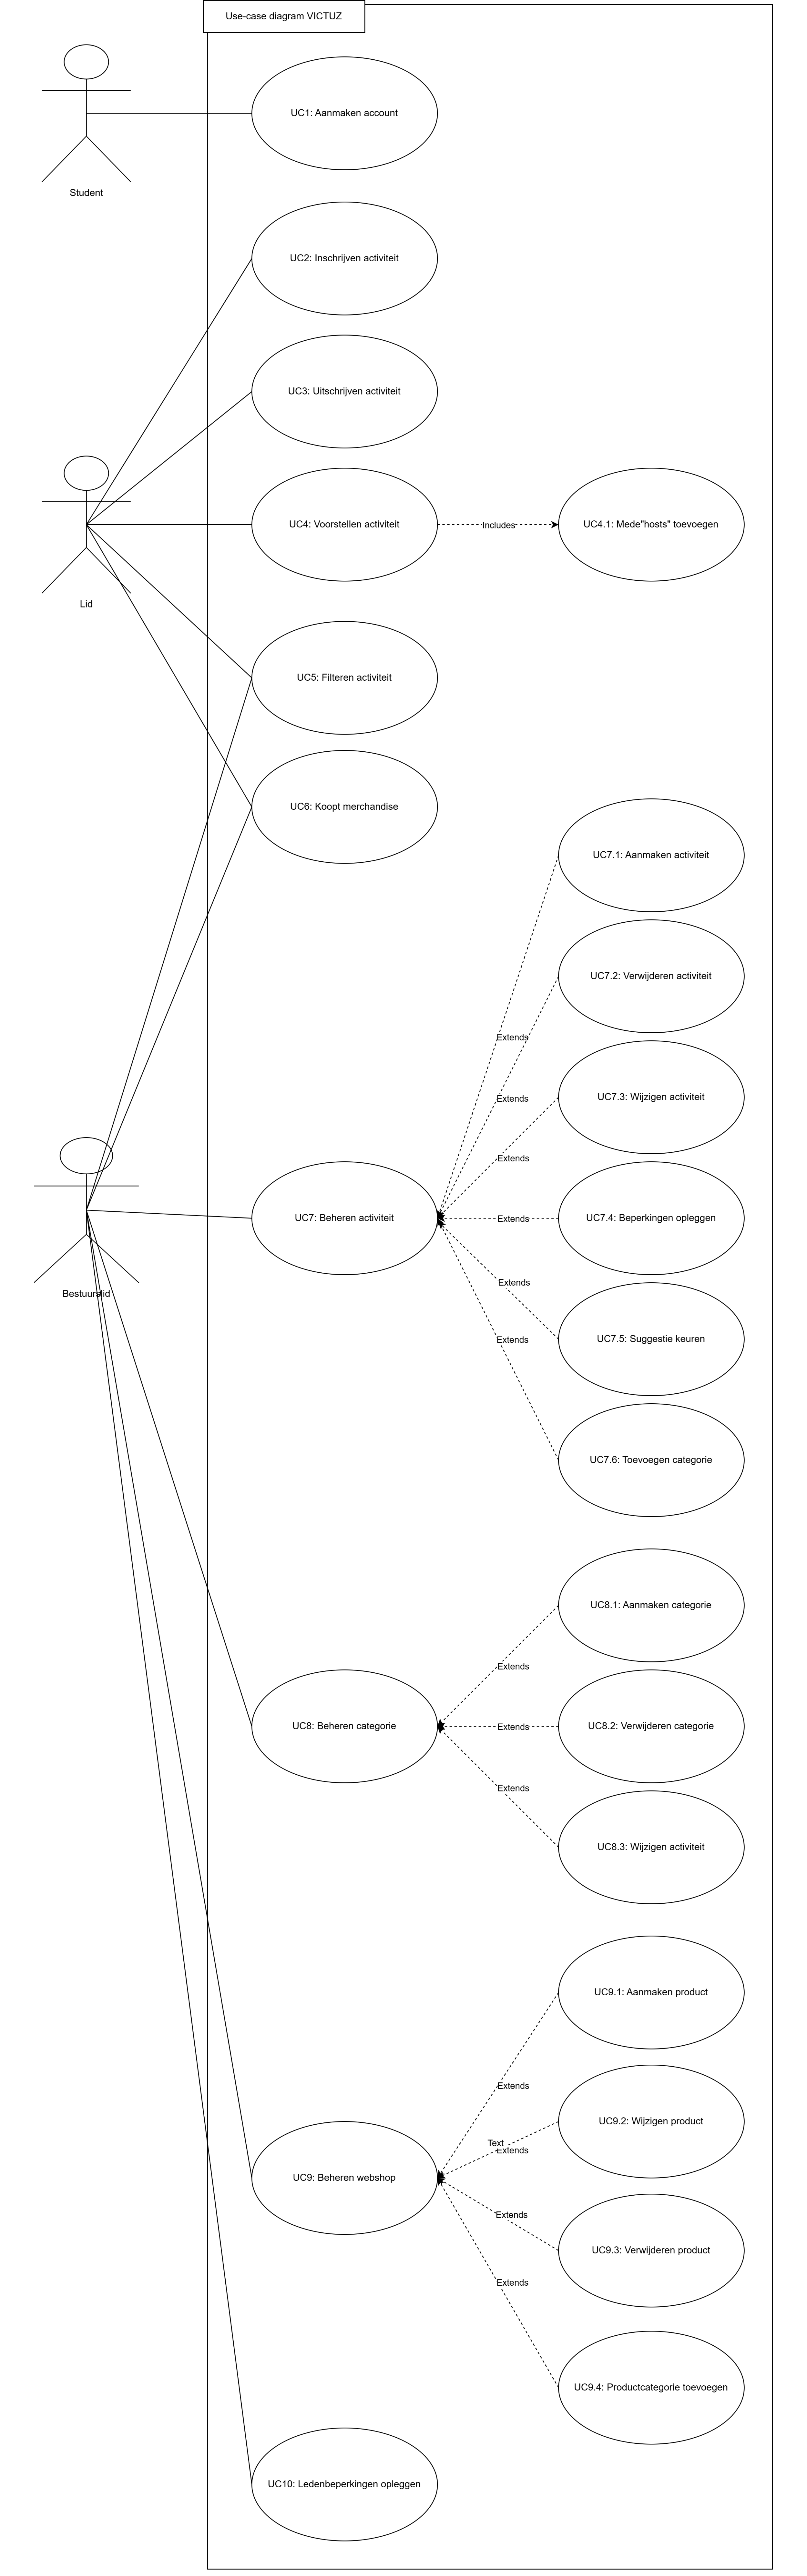 Use-case diagram VICTUZ
UC1: Aanmaken account
Student
UC2: Inschrijven activiteit
UC3: Uitschrijven activiteit
UC4: Voorstellen activiteit
Includes
UC4.1: Mede"hosts" toevoegen
Lid
UC5: Filteren activiteit
UC6: Koopt merchandise
UC7.1: Aanmaken activiteit
UC7.2: Verwijderen activiteit
Extends
UC7.3: Wijzigen activiteit
Extends
Extends
UC7: Beheren activiteit
Extends
UC7.4: Beperkingen opleggen
Bestuurslid
Extends
UC7.5: Suggestie keuren
Extends
UC7.6: Toevoegen categorie
UC8.1: Aanmaken categorie
Extends
UC8: Beheren categorie
Extends
UC8.2: Verwijderen categorie
Extends
UC8.3: Wijzigen activiteit
UC9.1: Aanmaken product
Extends
UC9.2: Wijzigen product
Text
Extends
UC9: Beheren webshop
Extends
UC9.3: Verwijderen product
Extends
UC9.4: Productcategorie toevoegen
UC10: Ledenbeperkingen opleggen